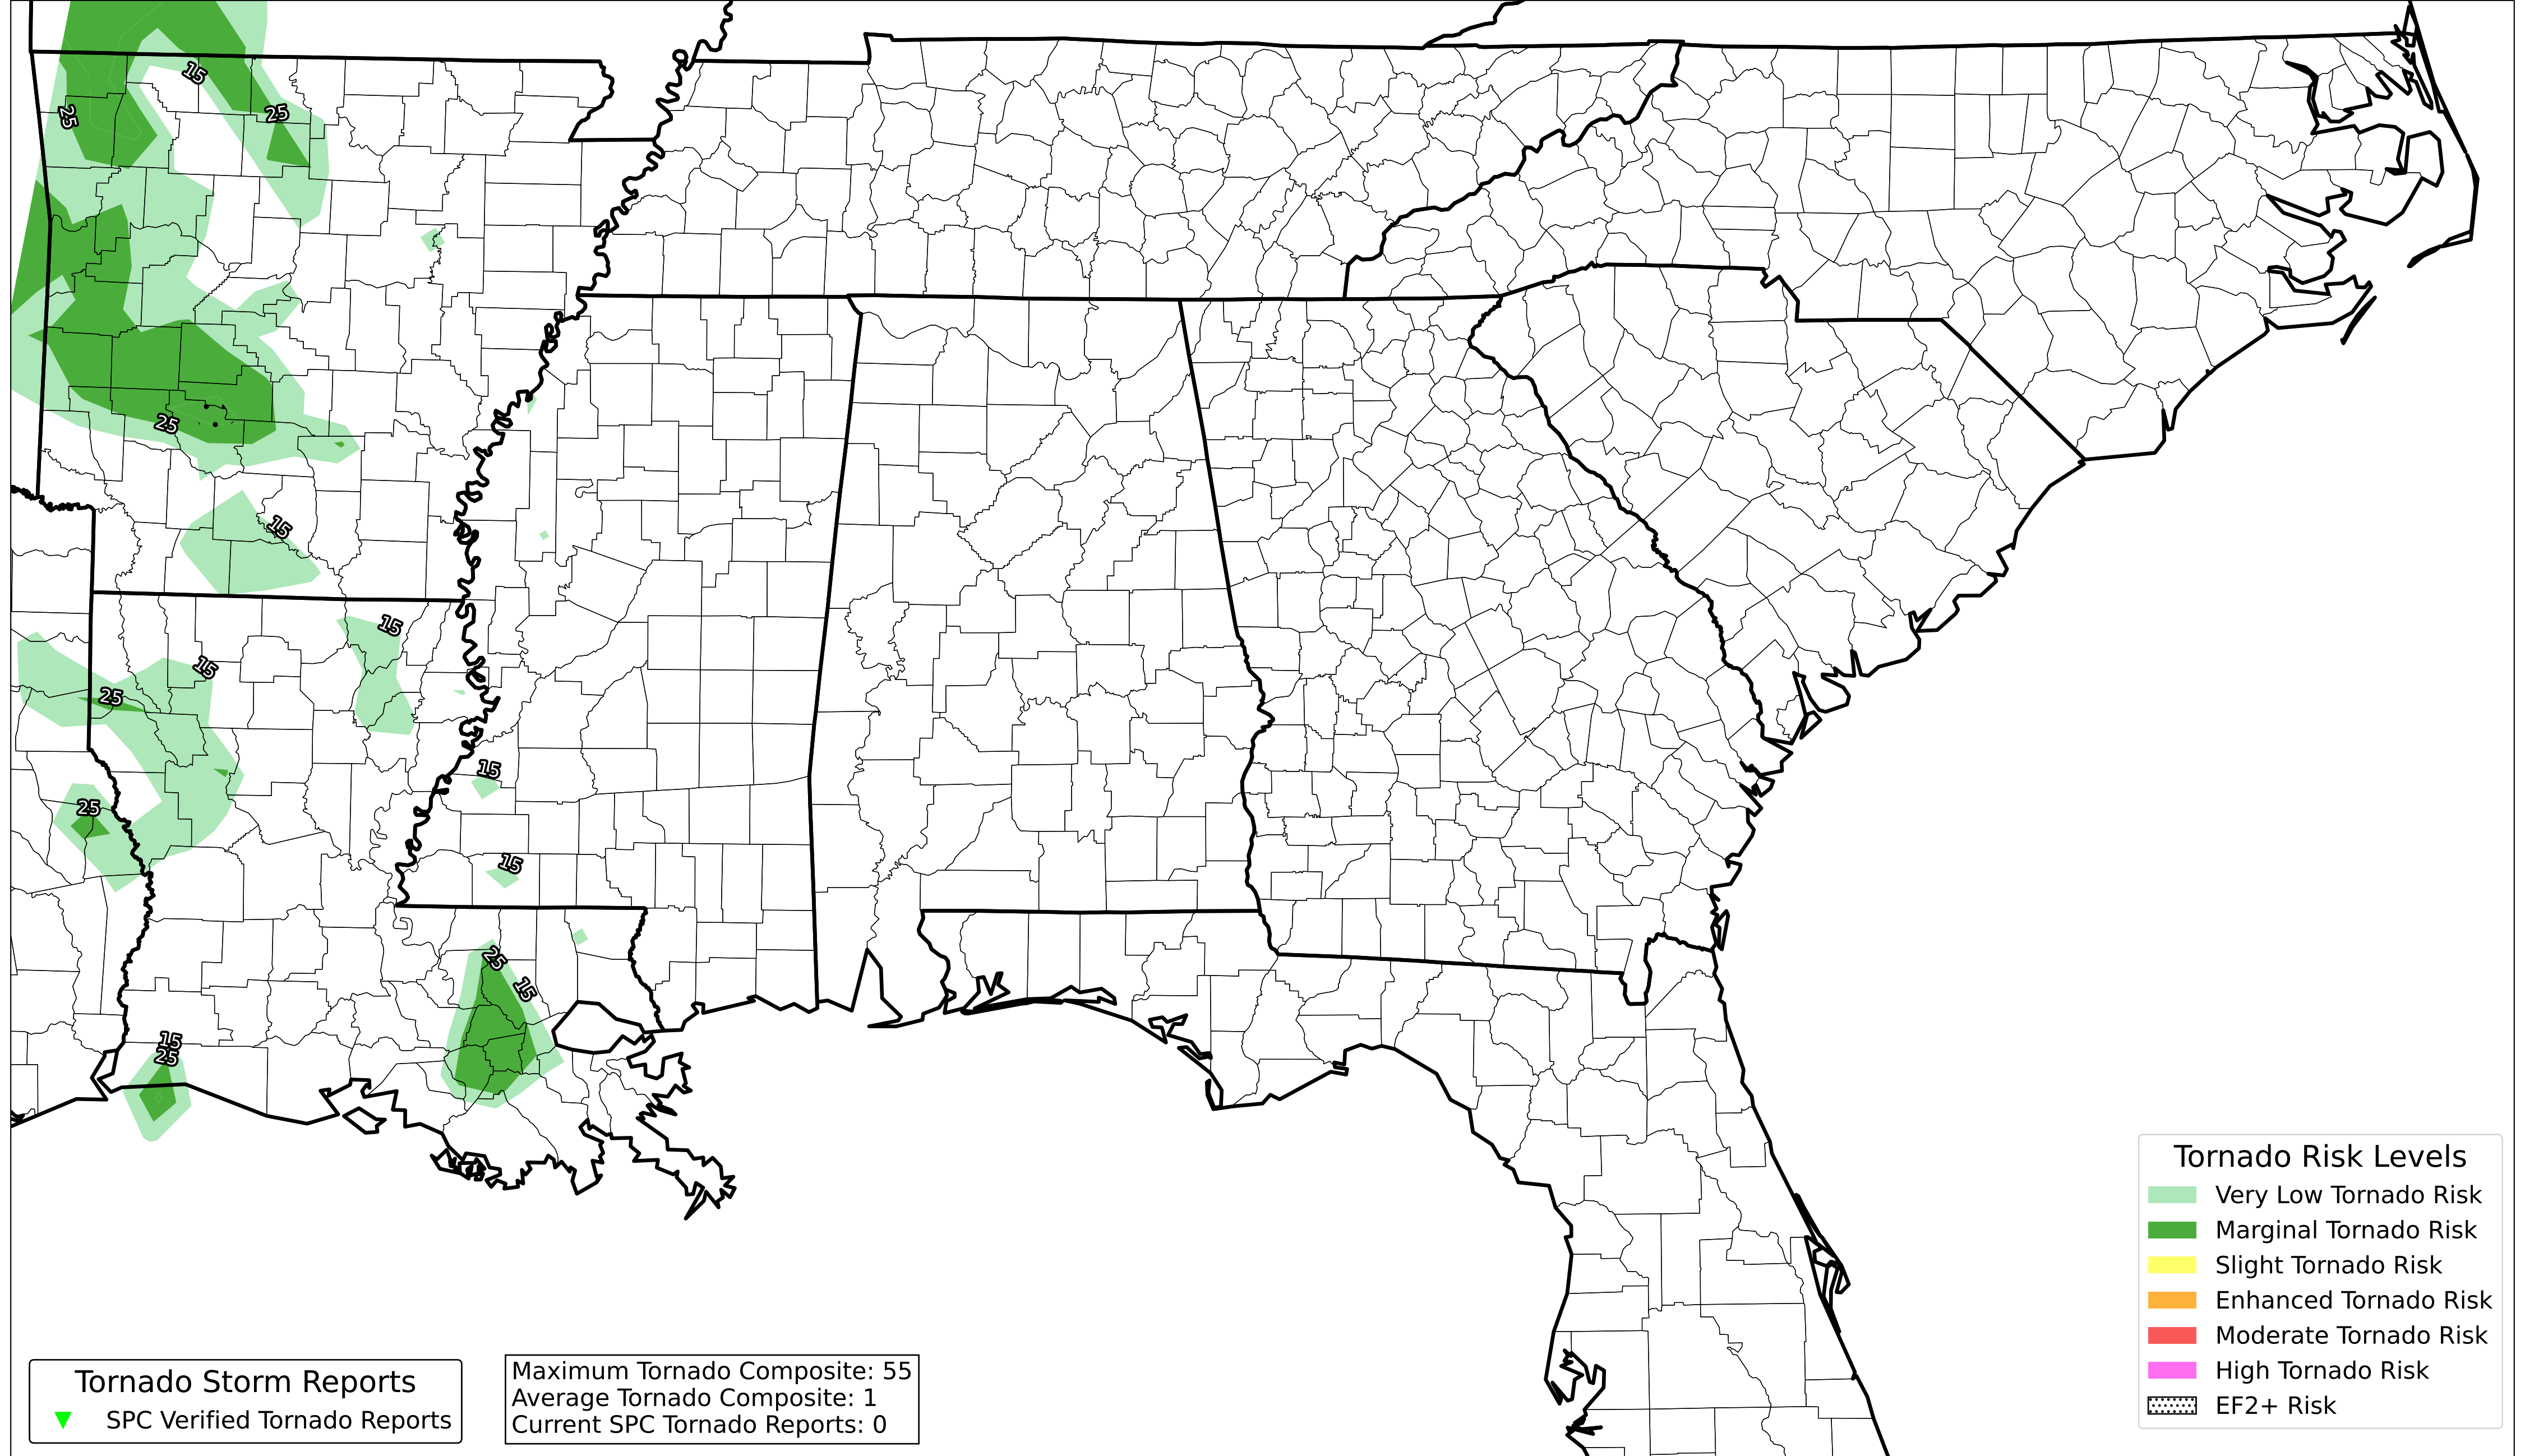 15
25
25
25
15
15
15
25
15
25
15
25
15
15
25
Tornado Risk Levels
Very Low Tornado Risk
Marginal Tornado Risk
Slight Tornado Risk
Enhanced Tornado Risk
Moderate Tornado Risk
High Tornado Risk
EF2+ Risk
Tornado Storm Reports
SPC Verified Tornado Reports
Maximum Tornado Composite: 55
Average Tornado Composite: 1
Current SPC Tornado Reports: 0